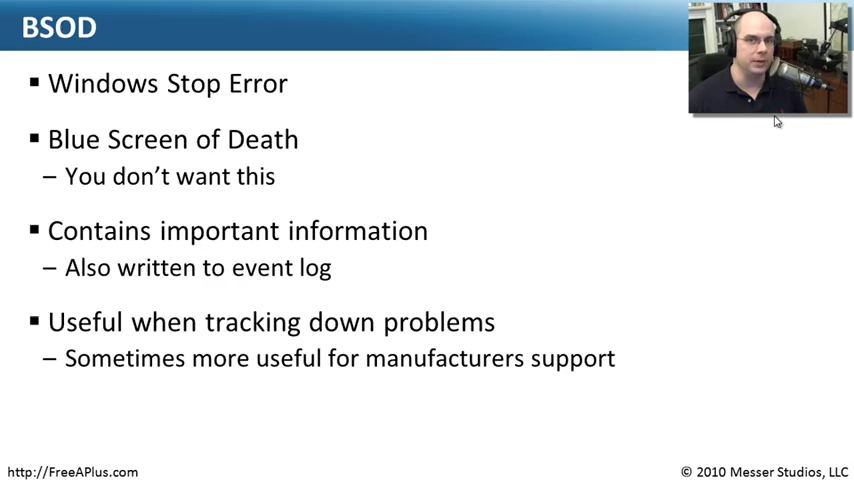 BSOD
▪ Windows Stop Error
▪ Blue Screen of Death
– You don’t want this
▪ Contains important information
– Also written to event log
▪ Useful when tracking down problems
– Sometimes more useful for manufacturers support
http://FreeAPlus.com
© 2010 Messer Studios, LLC